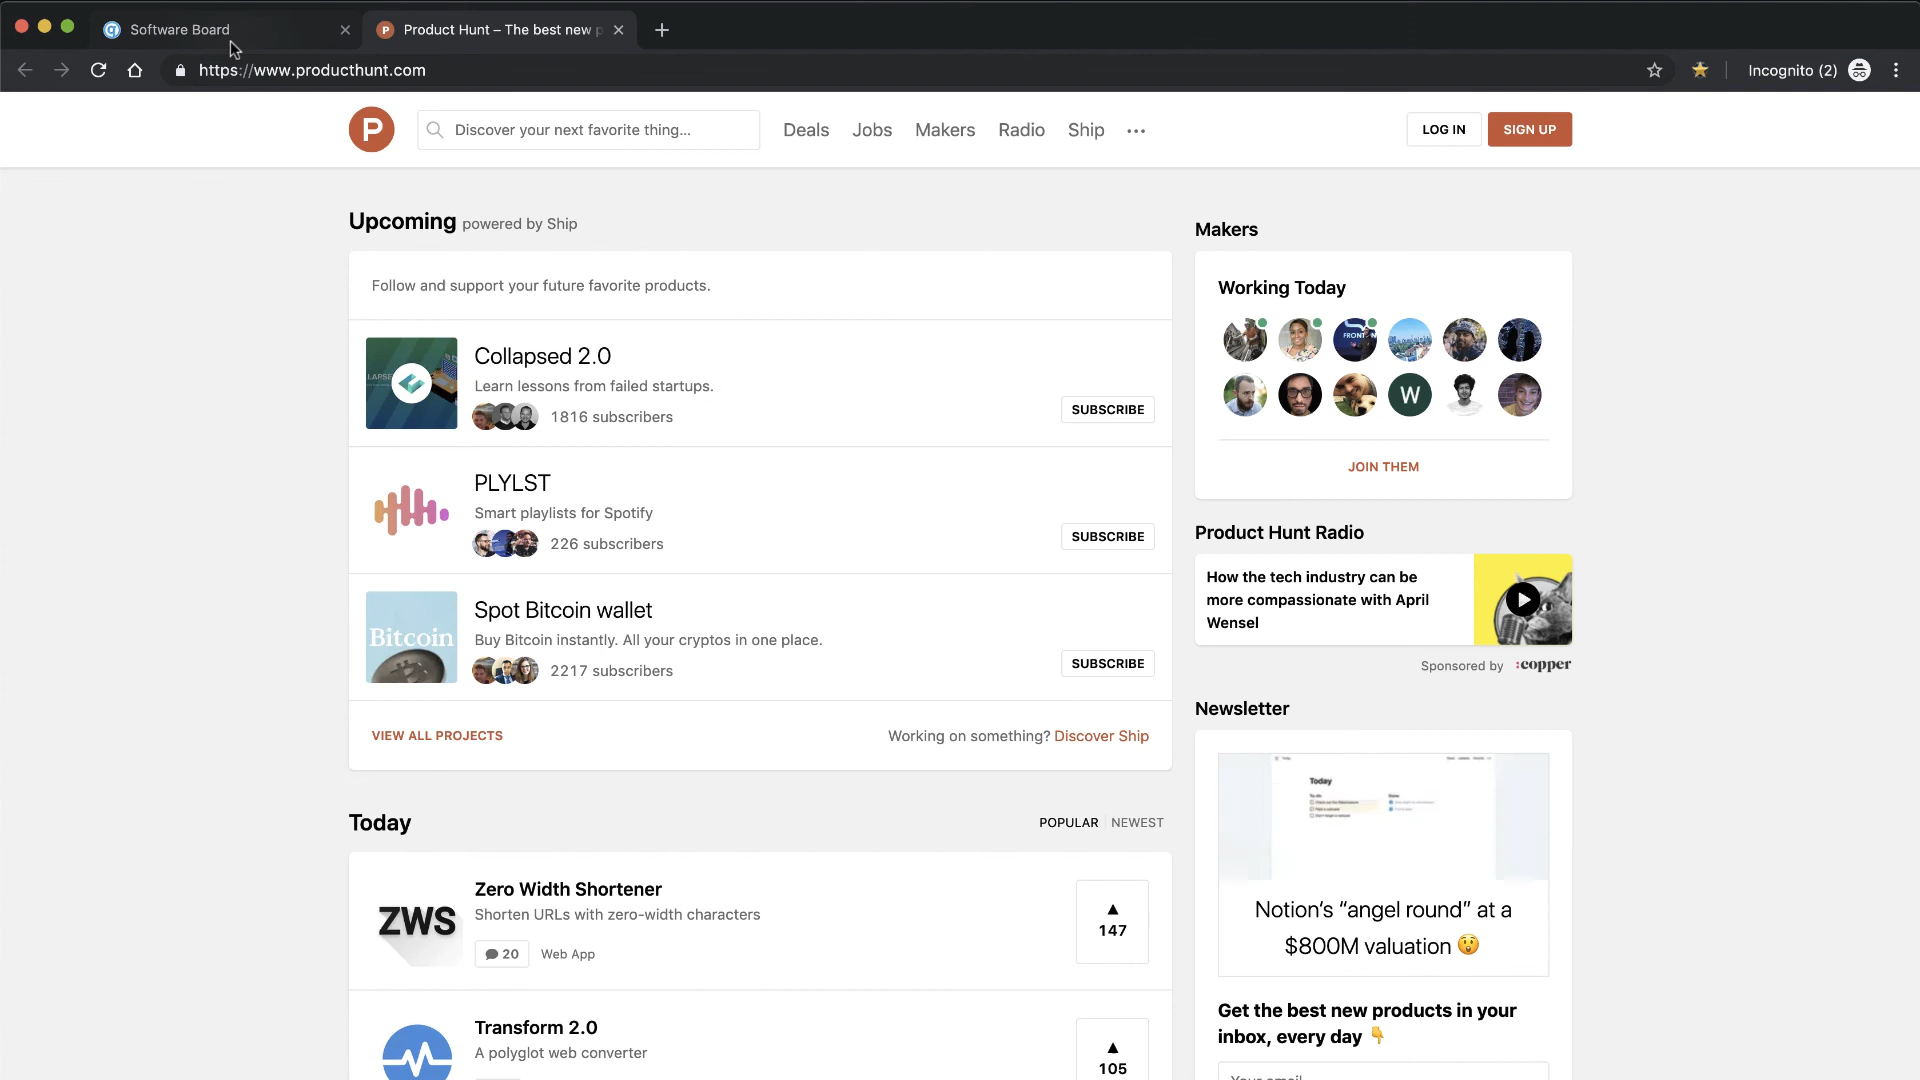 Software Board
Product Hunt – The best new p
https://www.producthunt.com
Incognito (2)
P
Discover your next favorite thing...
Deals
Jobs
Makers
Radio
Ship
LOG IN
SIGN UP
Upcoming powered by Ship
Follow and support your future favorite products.
Collapsed 2.0
Learn lessons from failed startups.
1816 subscribers
SUBSCRIBE
PLYLST
Smart playlists for Spotify
226 subscribers
SUBSCRIBE
Bitcoin
Spot Bitcoin wallet
Buy Bitcoin instantly. All your cryptos in one place.
2217 subscribers
SUBSCRIBE
VIEW ALL PROJECTS
Working on something? Discover Ship
Today
POPULAR
NEWEST
ZWS
Zero Width Shortener
Shorten URLs with zero-width characters
20
Web App
147
Transform 2.0
A polyglot web converter
105
Makers
Working Today
W
JOIN THEM
Product Hunt Radio
How the tech industry can be
more compassionate with April
Wensel
Sponsored by :copper
Newsletter
Today
Notion's “angel round” at a
$800M valuation 😲
Get the best new products in your
inbox, every day 👇
Your email